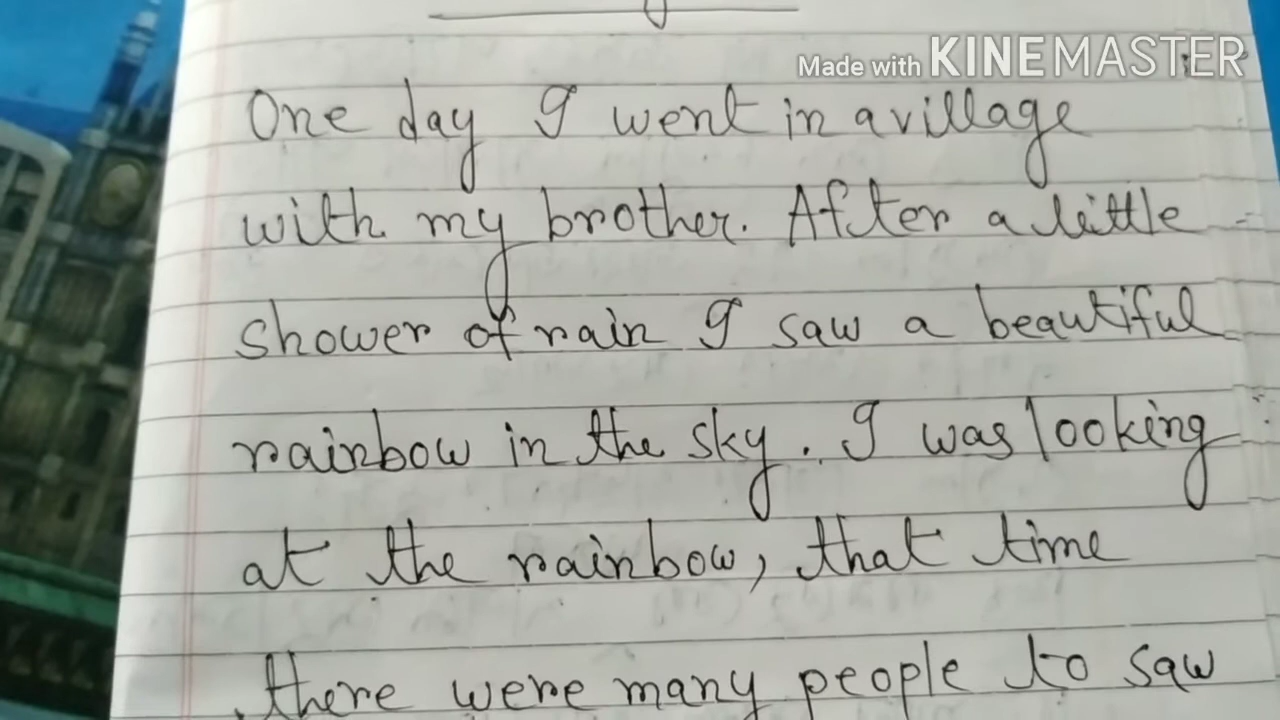 Made with KINEMASTER
One day I went in a village
with my brother. After a little
shower of rain I saw a beautiful
rainbow in the sky. I was looking
at the rainbow, that time
there were many people to saw